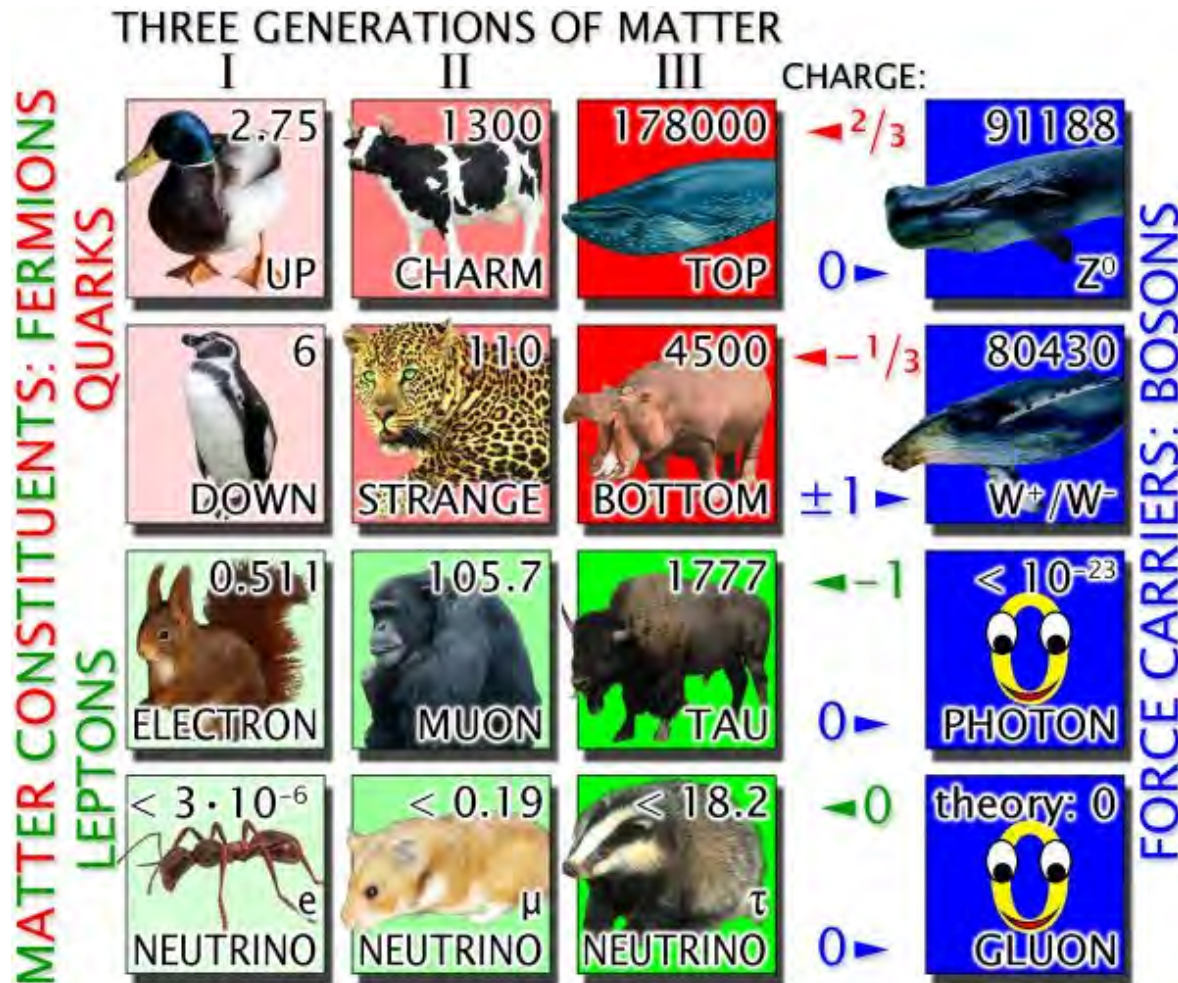 THREE GENERATIONS OF MATTER
I II III CHARGE:
MATTER CONSTITUENTS: FERMIONS
QUARKS
LEPTONS
2.75
UP
1300
CHARM
178000
TOP
◄ 2/3
0 ►
91188
Z⁰
6
DOWN
110
STRANGE
4500
BOTTOM
◄ −1/3
±1 ►
80430
W⁺/W⁻
0.511
ELECTRON
105.7
MUON
1777
TAU
◄ −1
0 ►
< 10⁻²³
PHOTON
< 3·10⁻⁶
e
NEUTRINO
< 0.19
μ
NEUTRINO
< 18.2
τ
NEUTRINO
◄ 0
0 ►
theory: 0
GLUON
FORCE CARRIERS: BOSONS